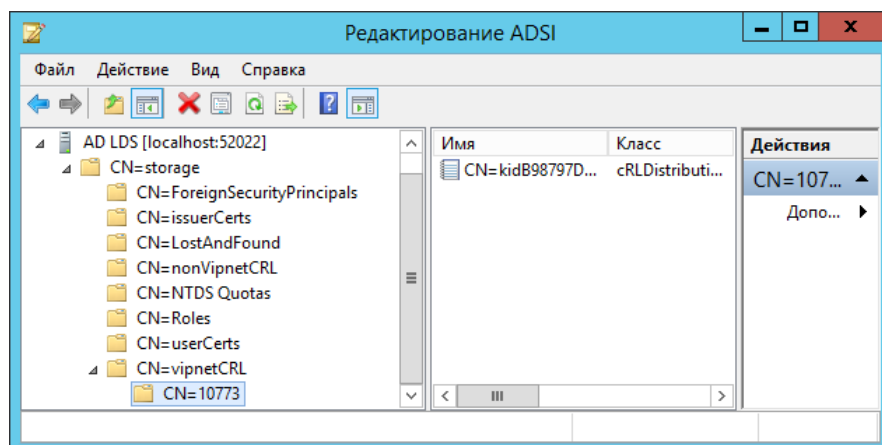 Редактирование ADSI
Файл Действие Вид Справка
AD LDS [localhost:52022]
CN=storage
CN=ForeignSecurityPrincipals
CN=issuerCerts
CN=LostAndFound
CN=nonVipnetCRL
CN=NTDS Quotas
CN=Roles
CN=userCerts
CN=vipnetCRL
CN=10773
Имя Класс
CN=kidB98797D... cRLDistributi...
Действия
CN=107...
Допо...